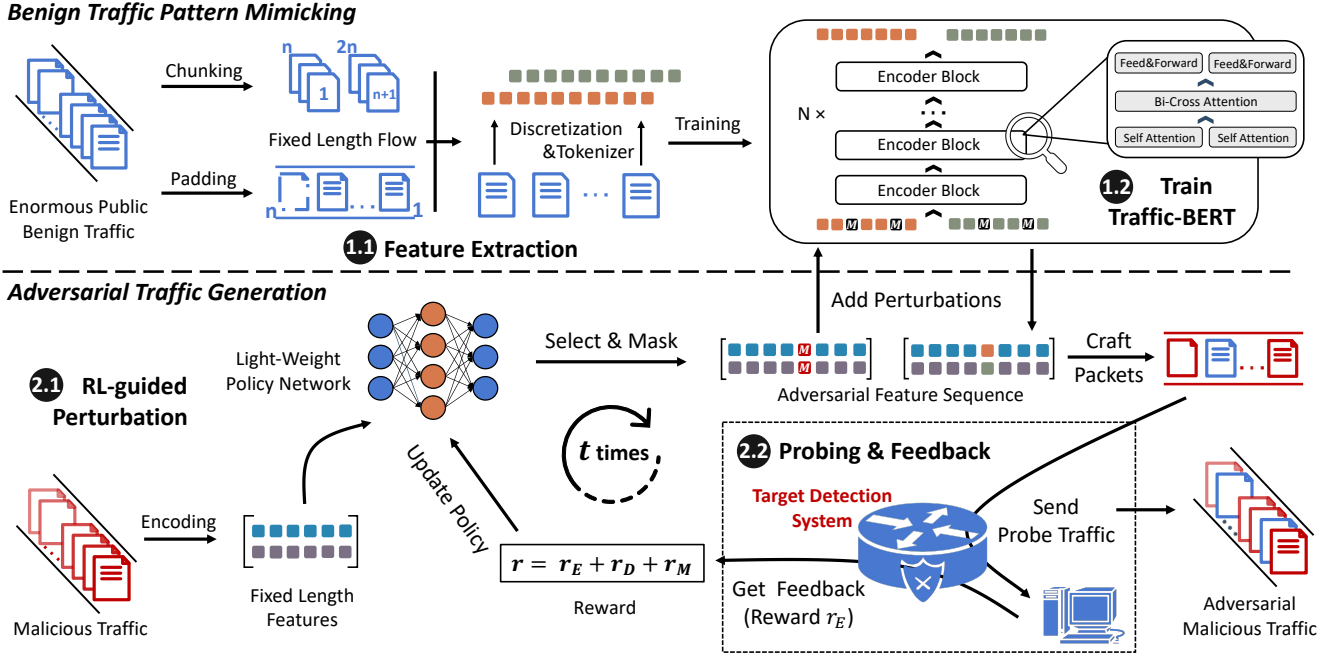 Benign Traffic Pattern Mimicking
Enormous Public
Benign Traffic
Chunking
Padding
n
1
2n
n+1
Fixed Length Flow
n
...
1
1.1 Feature Extraction
Discretization
&Tokenizer
...
Training
N ×
Encoder Block
...
Encoder Block
Encoder Block
M
M
M
M
Feed&Forward
Feed&Forward
Bi-Cross Attention
Self Attention
Self Attention
1.2 Train
Traffic-BERT
Adversarial Traffic Generation
2.1 RL-guided
Perturbation
Light-Weight
Policy Network
Select & Mask
t times
Update Policy
Malicious Traffic
Encoding
Fixed Length
Features
r = r_E + r_D + r_M
Reward
Add Perturbations
M
M
Adversarial Feature Sequence
Craft
Packets
...
2.2 Probing & Feedback
Target Detection
System
Send
Probe Traffic
Get Feedback
(Reward r_E)
Adversarial
Malicious Traffic